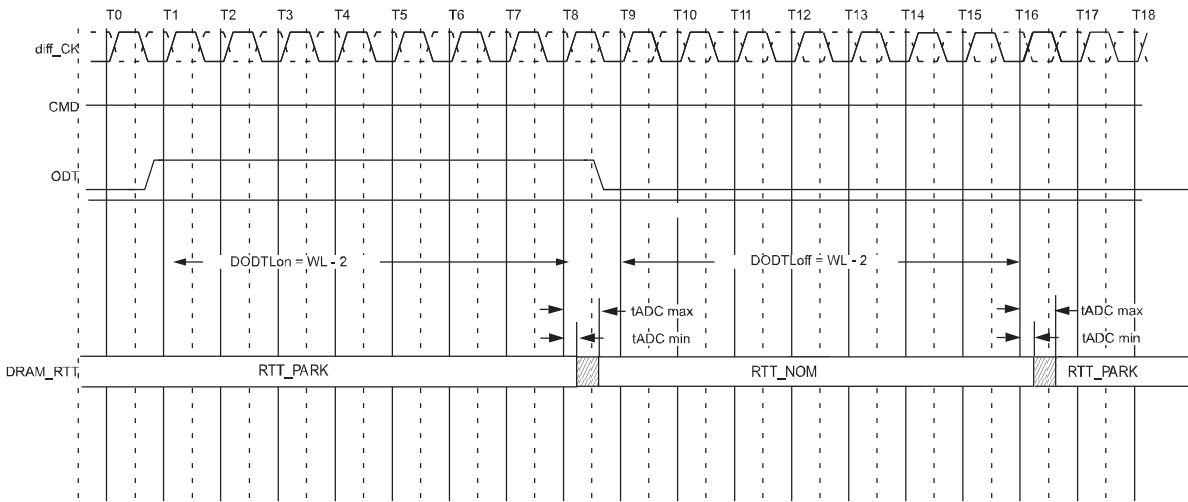 T0 T1 T2 T3 T4 T5 T6 T7 T8 T9 T10 T11 T12 T13 T14 T15 T16 T17 T18
diff_CK
CMD
ODT
DODTLon = WL - 2
DODTLoff = WL - 2
tADC max
tADC max
tADC min
tADC min
DRAM_RTT
RTT_PARK
RTT_NOM
RTT_PARK